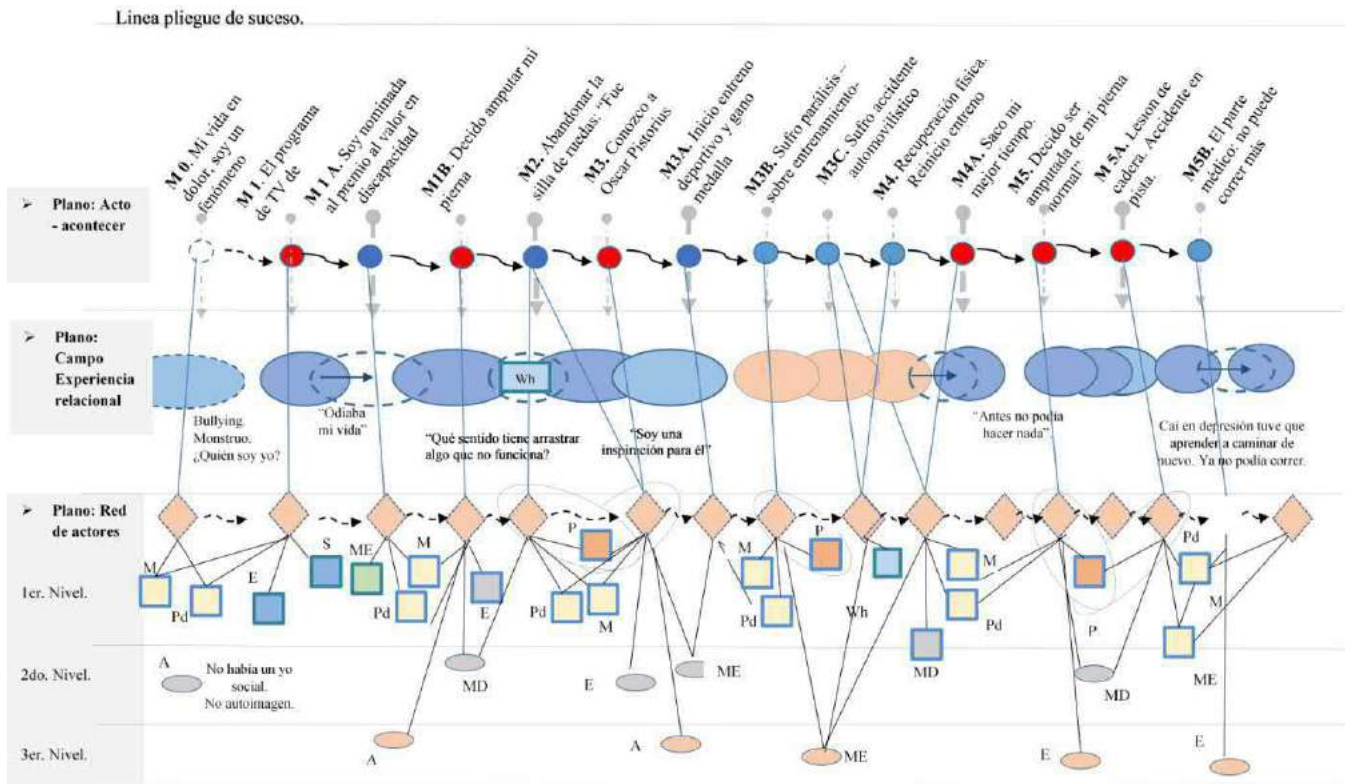 Linea pliegue de suceso.
M 0. Mi vida en
dolor, soy un
fenómeno
M 1. El programa
de TV de
M 1 A. Soy nominada
al premio al valor en
discapacidad
M1B. Decido amputar mi
pierna
M2. Abandonar la
silla de ruedas: “Fue
M3. Conozco a
Oscar Pistorius
M3A. Inicio entreno
deportivo y gano
medalla
M3B. Sufro parálisis –
sobre entrenamiento-
M3C. Sufro accidente
automovilístico
M4. Recuperación física.
Reinicio entreno
M4A. Saco mi
mejor tiempo.
M5. Decido ser
amputada de mi pierna
normal”.
M 5A. Lesion de
cadera. Accidente en
pista.
M5B. El parte
médico: no puede
correr más
➢ Plano: Acto
- acontecer
➢ Plano:
Campo
Experiencia
relacional
Wh
Bullying.
Monstruo.
¿Quién soy yo?
“Odiaba
mi vida”
“Qué sentido tiene arrastrar
algo que no funciona?
“Soy una
inspiración para él”
“Antes no podía
hacer nada”.
Caí en depresión tuve que
aprender a caminar de
nuevo. Ya no podía correr.
➢ Plano: Red
de actores
1er. Nivel.
M
Pd
E
S
ME
Pd
M
E
P
Pd
M
M
Pd
P
Wh
MD
M
Pd
P
Pd
M
ME
2do. Nivel.
A
No había un yo
social.
No autoimagen.
MD
E
ME
MD
3er. Nivel.
A
A
ME
E
E